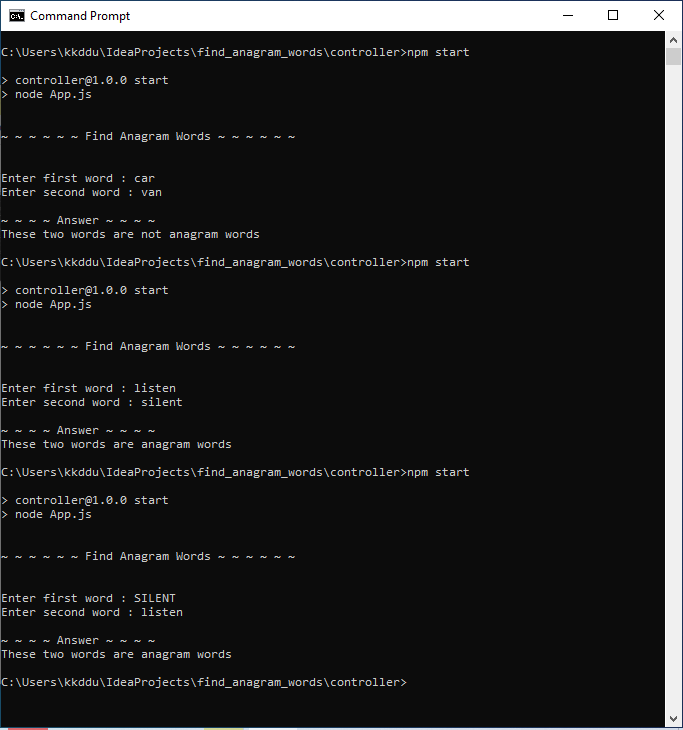 Command Prompt
C:\Users\kkddu\IdeaProjects\find_anagram_words\controller>npm start
> controller@1.0.0 start
> node App.js
~ ~ ~ ~ ~ ~ Find Anagram Words ~ ~ ~ ~ ~ ~
Enter first word : car
Enter second word : van
~ ~ ~ ~ Answer ~ ~ ~ ~
These two words are not anagram words
C:\Users\kkddu\IdeaProjects\find_anagram_words\controller>npm start
> controller@1.0.0 start
> node App.js
~ ~ ~ ~ ~ ~ Find Anagram Words ~ ~ ~ ~ ~ ~
Enter first word : listen
Enter second word : silent
~ ~ ~ ~ Answer ~ ~ ~ ~
These two words are anagram words
C:\Users\kkddu\IdeaProjects\find_anagram_words\controller>npm start
> controller@1.0.0 start
> node App.js
~ ~ ~ ~ ~ ~ Find Anagram Words ~ ~ ~ ~ ~ ~
Enter first word : SILENT
Enter second word : listen
~ ~ ~ ~ Answer ~ ~ ~ ~
These two words are anagram words
C:\Users\kkddu\IdeaProjects\find_anagram_words\controller>